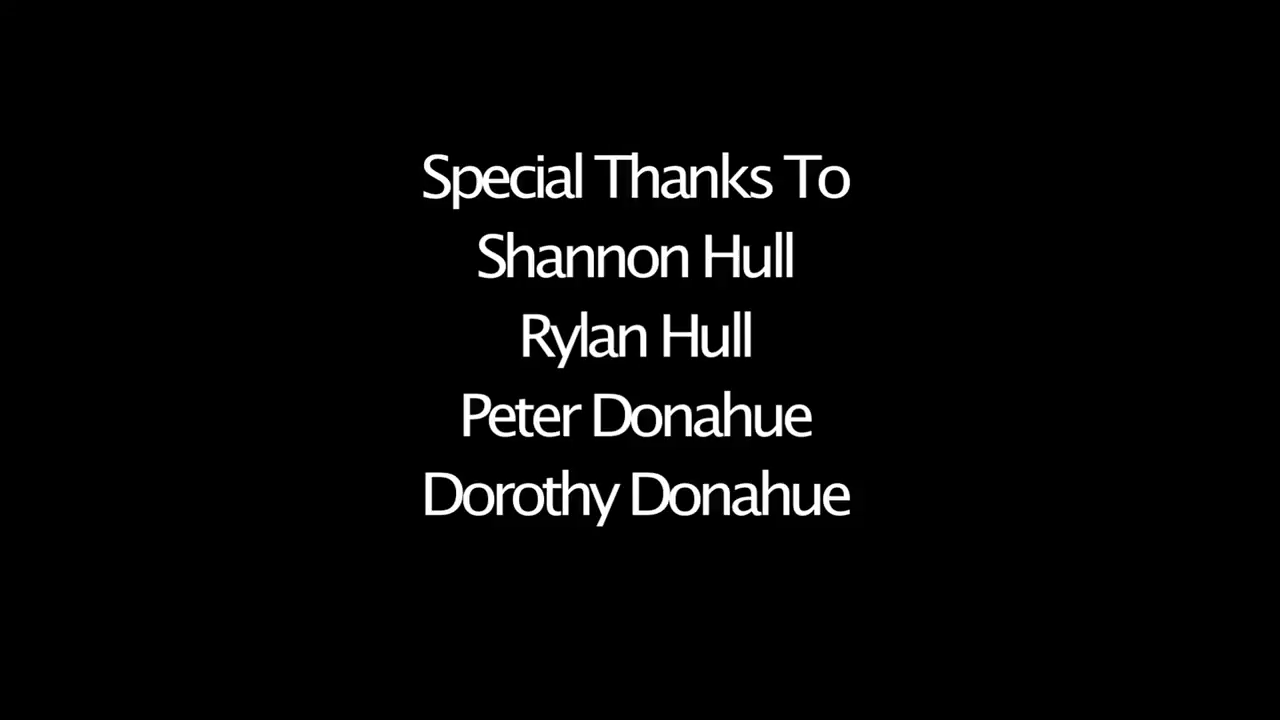 Special Thanks To
Shannon Hull
Rylan Hull
Peter Donahue
Dorothy Donahue